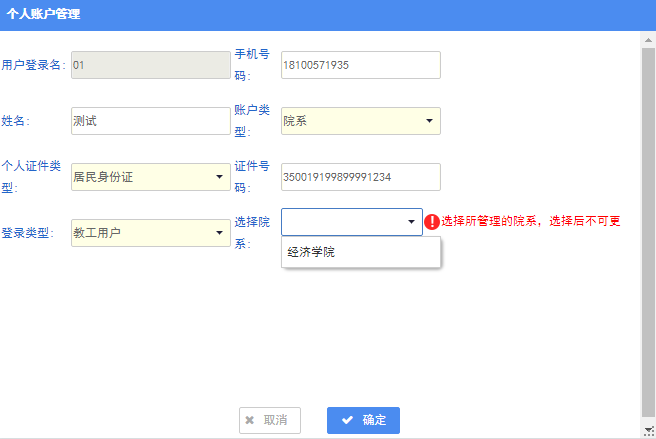 个人账户管理
用户登录名: 01 手机号码: 18100571935
姓名: 测试 账户类型: 院系
个人证件类型: 居民身份证 证件号码: 350019199899991234
登录类型: 教工用户 选择院系: 选择所管理的院系，选择后不可更
经济学院
取消 确定